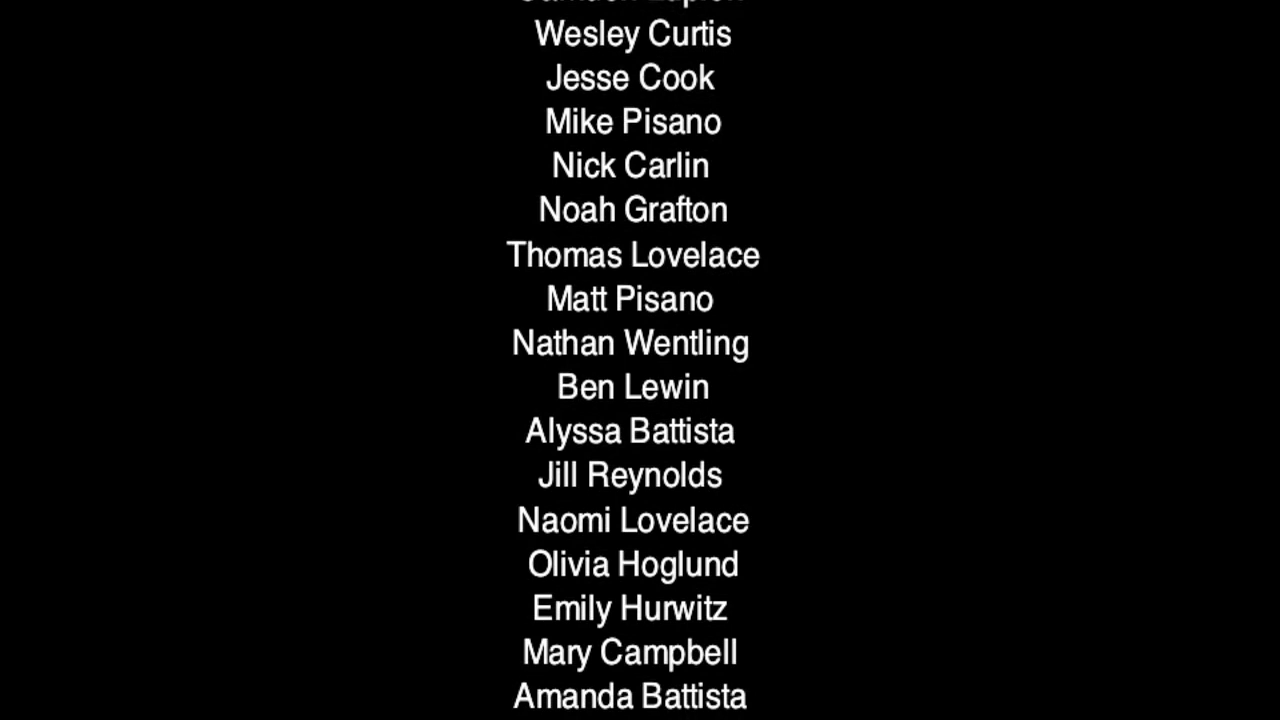 Wesley Curtis
Jesse Cook
Mike Pisano
Nick Carlin
Noah Grafton
Thomas Lovelace
Matt Pisano
Nathan Wentling
Ben Lewin
Alyssa Battista
Jill Reynolds
Naomi Lovelace
Olivia Hoglund
Emily Hurwitz
Mary Campbell
Amanda Battista